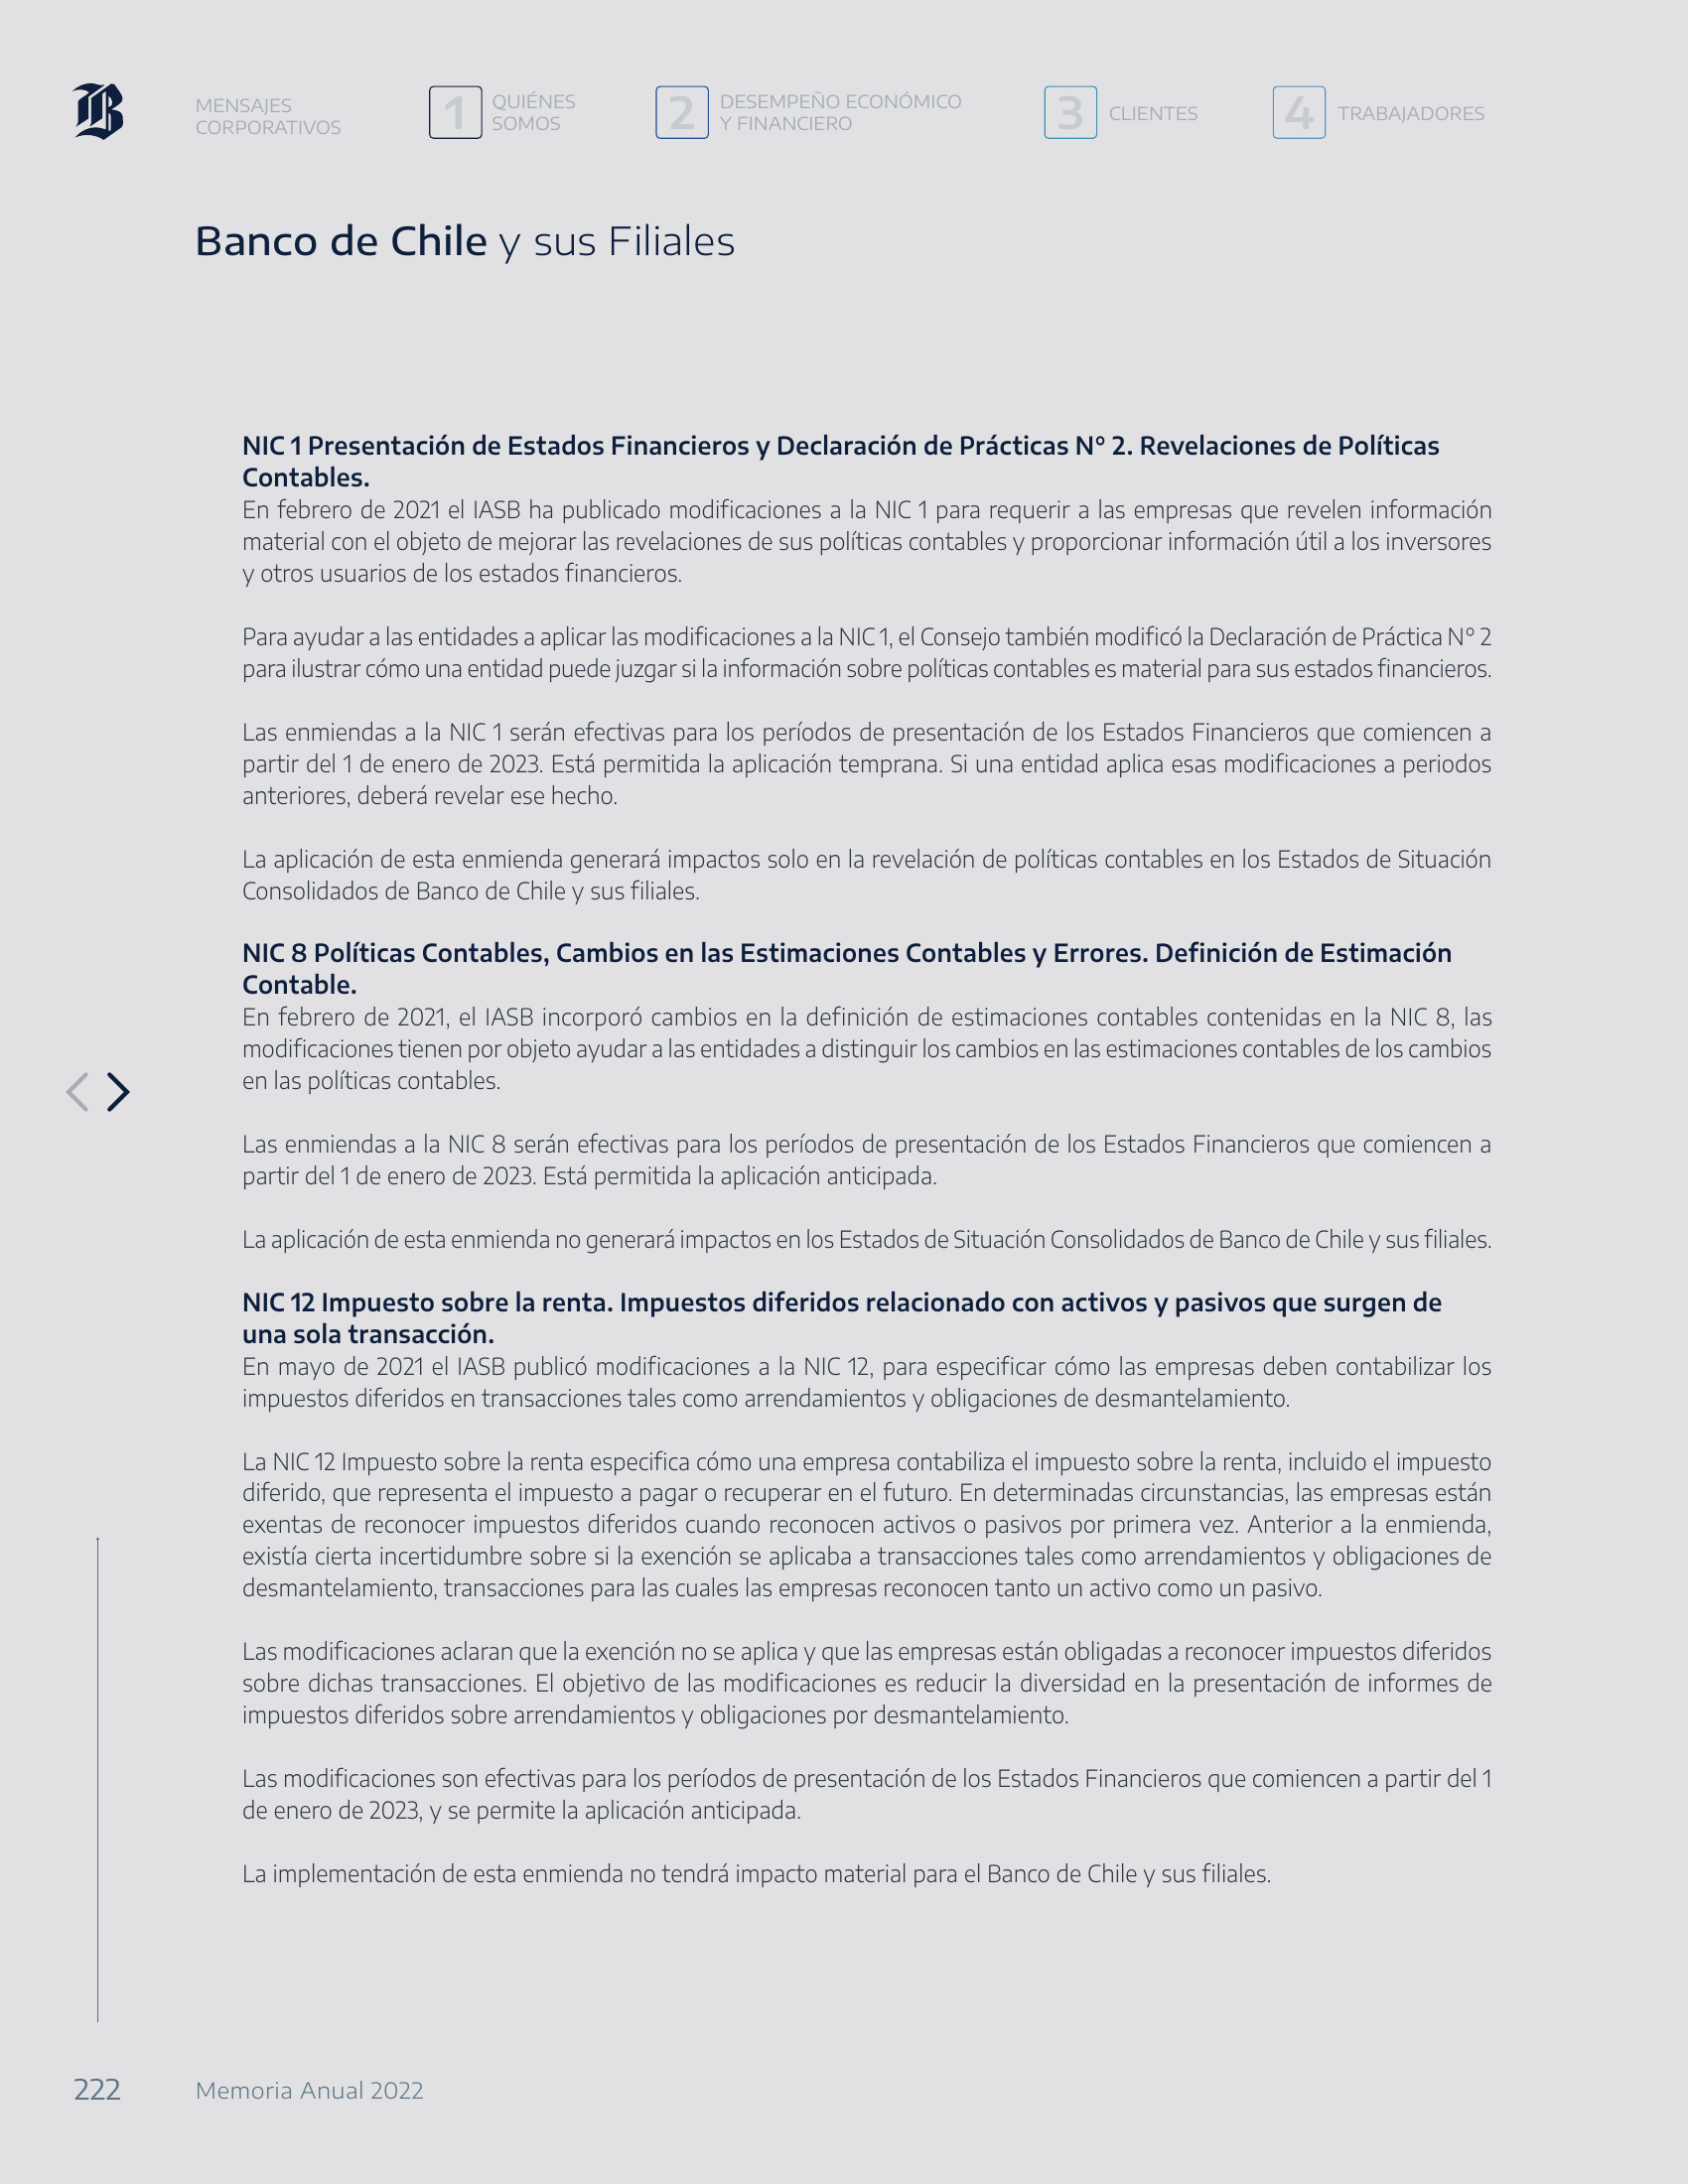 MENSAJES
CORPORATIVOS
1 QUIÉNES
SOMOS
2 DESEMPEÑO ECONÓMICO
Y FINANCIERO
3 CLIENTES
4 TRABAJADORES
Banco de Chile y sus Filiales
NIC 1 Presentación de Estados Financieros y Declaración de Prácticas Nº 2. Revelaciones de Políticas
Contables.
En febrero de 2021 el IASB ha publicado modificaciones a la NIC 1 para requerir a las empresas que revelen información
material con el objeto de mejorar las revelaciones de sus políticas contables y proporcionar información útil a los inversores
y otros usuarios de los estados financieros.
Para ayudar a las entidades a aplicar las modificaciones a la NIC 1, el Consejo también modificó la Declaración de Práctica Nº 2
para ilustrar cómo una entidad puede juzgar si la información sobre políticas contables es material para sus estados financieros.
Las enmiendas a la NIC 1 serán efectivas para los períodos de presentación de los Estados Financieros que comiencen a
partir del 1 de enero de 2023. Está permitida la aplicación temprana. Si una entidad aplica esas modificaciones a periodos
anteriores, deberá revelar ese hecho.
La aplicación de esta enmienda generará impactos solo en la revelación de políticas contables en los Estados de Situación
Consolidados de Banco de Chile y sus filiales.
NIC 8 Políticas Contables, Cambios en las Estimaciones Contables y Errores. Definición de Estimación
Contable.
En febrero de 2021, el IASB incorporó cambios en la definición de estimaciones contables contenidas en la NIC 8, las
modificaciones tienen por objeto ayudar a las entidades a distinguir los cambios en las estimaciones contables de los cambios
en las políticas contables.
Las enmiendas a la NIC 8 serán efectivas para los períodos de presentación de los Estados Financieros que comiencen a
partir del 1 de enero de 2023. Está permitida la aplicación anticipada.
La aplicación de esta enmienda no generará impactos en los Estados de Situación Consolidados de Banco de Chile y sus filiales.
NIC 12 Impuesto sobre la renta. Impuestos diferidos relacionado con activos y pasivos que surgen de
una sola transacción.
En mayo de 2021 el IASB publicó modificaciones a la NIC 12, para especificar cómo las empresas deben contabilizar los
impuestos diferidos en transacciones tales como arrendamientos y obligaciones de desmantelamiento.
La NIC 12 Impuesto sobre la renta especifica cómo una empresa contabiliza el impuesto sobre la renta, incluido el impuesto
diferido, que representa el impuesto a pagar o recuperar en el futuro. En determinadas circunstancias, las empresas están
exentas de reconocer impuestos diferidos cuando reconocen activos o pasivos por primera vez. Anterior a la enmienda,
existía cierta incertidumbre sobre si la exención se aplicaba a transacciones tales como arrendamientos y obligaciones de
desmantelamiento, transacciones para las cuales las empresas reconocen tanto un activo como un pasivo.
Las modificaciones aclaran que la exención no se aplica y que las empresas están obligadas a reconocer impuestos diferidos
sobre dichas transacciones. El objetivo de las modificaciones es reducir la diversidad en la presentación de informes de
impuestos diferidos sobre arrendamientos y obligaciones por desmantelamiento.
Las modificaciones son efectivas para los períodos de presentación de los Estados Financieros que comiencen a partir del 1
de enero de 2023, y se permite la aplicación anticipada.
La implementación de esta enmienda no tendrá impacto material para el Banco de Chile y sus filiales.
222 Memoria Anual 2022